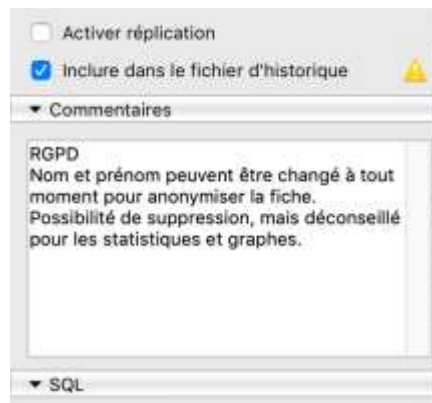 Activer réplication
Inclure dans le fichier d'historique
Commentaires
RGPD
Nom et prénom peuvent être changé à tout
moment pour anonymiser la fiche.
Possibilité de suppression, mais déconseillé
pour les statistiques et graphes.
SQL